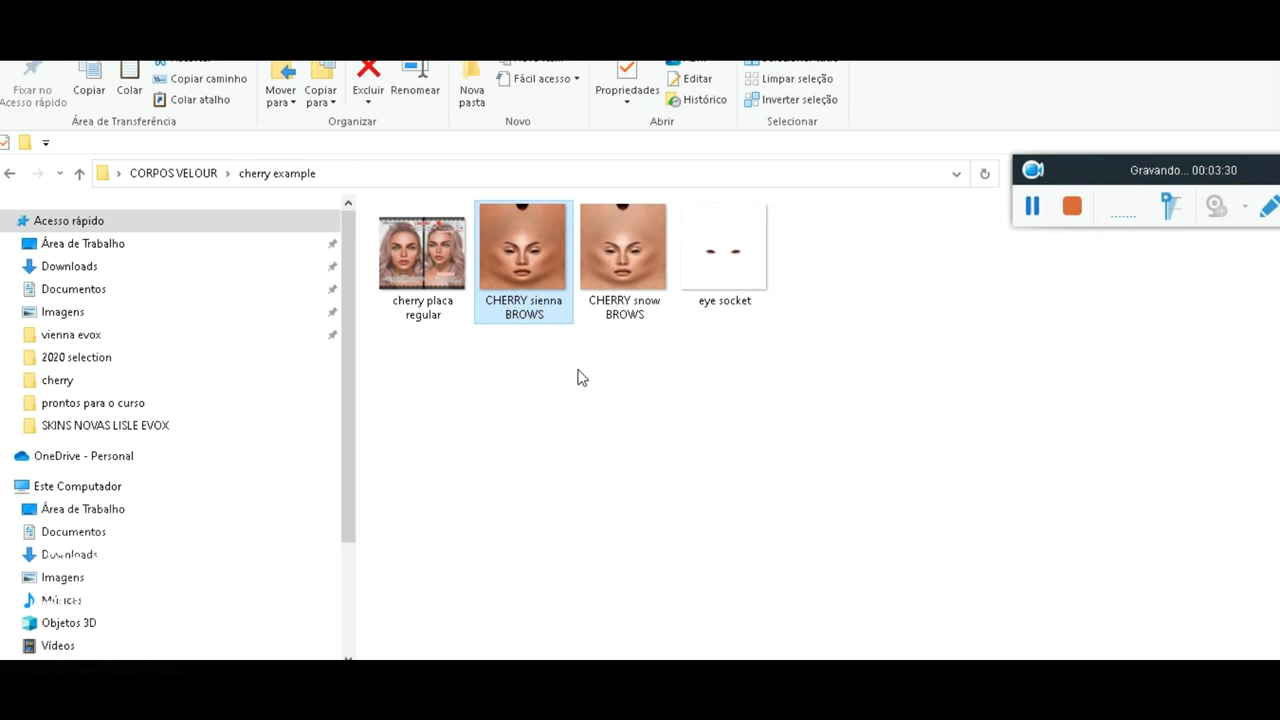 Copiar caminho
Colar atalho
Fixar no
Acesso rápido
Copiar
Colar
Mover
para
Copiar
para
Excluir
Renomear
Nova
pasta
Fácil acesso
Propriedades
Editar
Histórico
Limpar seleção
Inverter seleção
Área de Transferência
Organizar
Novo
Abrir
Selecionar
CORPOS VELOUR
cherry example
Gravando... 00:03:30
Acesso rápido
Área de Trabalho
Downloads
Documentos
Imagens
vienna evox
2020 selection
cherry
prontos para o curso
SKINS NOVAS LISLE EVOX
OneDrive - Personal
Este Computador
Área de Trabalho
Documentos
Downloads
Imagens
Músicas
Objetos 3D
Vídeos
cherry placa
regular
CHERRY sienna
BROWS
CHERRY snow
BROWS
eye socket